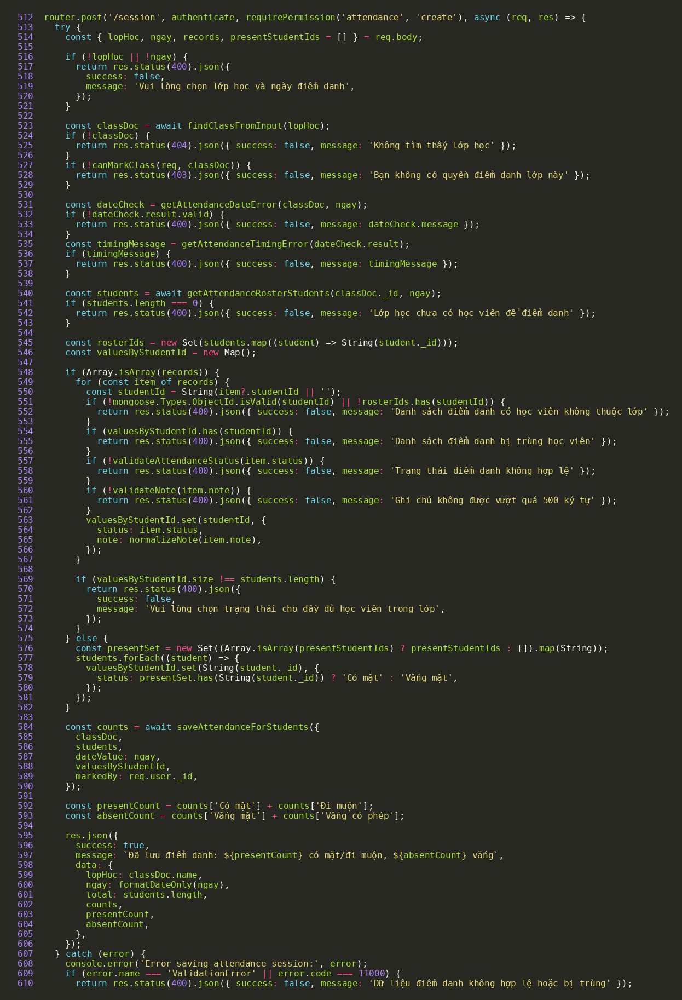 512 router.post('/session', authenticate, requirePermission('attendance', 'create'), async (req, res) => {
513   try {
514     const { lopHoc, ngay, records, presentStudentIds = [] } = req.body;
515
516     if (!lopHoc || !ngay) {
517       return res.status(400).json({
518         success: false,
519         message: 'Vui lòng chọn lớp học và ngày điểm danh',
520       });
521     }
522
523     const classDoc = await findClassFromInput(lopHoc);
524     if (!classDoc) {
525       return res.status(404).json({ success: false, message: 'Không tìm thấy lớp học' });
526     }
527     if (!canMarkClass(req, classDoc)) {
528       return res.status(403).json({ success: false, message: 'Bạn không có quyền điểm danh lớp này' });
529     }
530
531     const dateCheck = getAttendanceDateError(classDoc, ngay);
532     if (!dateCheck.result.valid) {
533       return res.status(400).json({ success: false, message: dateCheck.message });
534     }
535     const timingMessage = getAttendanceTimingError(dateCheck.result);
536     if (timingMessage) {
537       return res.status(400).json({ success: false, message: timingMessage });
538     }
539
540     const students = await getAttendanceRosterStudents(classDoc._id, ngay);
541     if (students.length === 0) {
542       return res.status(400).json({ success: false, message: 'Lớp học chưa có học viên để điểm danh' });
543     }
544
545     const rosterIds = new Set(students.map((student) => String(student._id)));
546     const valuesByStudentId = new Map();
547
548     if (Array.isArray(records)) {
549       for (const item of records) {
550         const studentId = String(item?.studentId || '');
551         if (!mongoose.Types.ObjectId.isValid(studentId) || !rosterIds.has(studentId)) {
552           return res.status(400).json({ success: false, message: 'Danh sách điểm danh có học viên không thuộc lớp' });
553         }
554         if (valuesByStudentId.has(studentId)) {
555           return res.status(400).json({ success: false, message: 'Danh sách điểm danh bị trùng học viên' });
556         }
557         if (!validateAttendanceStatus(item.status)) {
558           return res.status(400).json({ success: false, message: 'Trạng thái điểm danh không hợp lệ' });
559         }
560         if (!validateNote(item.note)) {
561           return res.status(400).json({ success: false, message: 'Ghi chú không được vượt quá 500 ký tự' });
562         }
563         valuesByStudentId.set(studentId, {
564           status: item.status,
565           note: normalizeNote(item.note),
566         });
567       }
568
569       if (valuesByStudentId.size !== students.length) {
570         return res.status(400).json({
571           success: false,
572           message: 'Vui lòng chọn trạng thái cho đầy đủ học viên trong lớp',
573         });
574       }
575     } else {
576       const presentSet = new Set((Array.isArray(presentStudentIds) ? presentStudentIds : []).map(String));
577       students.forEach((student) => {
578         valuesByStudentId.set(String(student._id), {
579           status: presentSet.has(String(student._id)) ? 'Có mặt' : 'Vắng mặt',
580         });
581       });
582     }
583
584     const counts = await saveAttendanceForStudents({
585       classDoc,
586       students,
587       dateValue: ngay,
588       valuesByStudentId,
589       markedBy: req.user._id,
590     });
591
592     const presentCount = counts['Có mặt'] + counts['Đi muộn'];
593     const absentCount = counts['Vắng mặt'] + counts['Vắng có phép'];
594
595     res.json({
596       success: true,
597       message: `Đã lưu điểm danh: ${presentCount} có mặt/đi muộn, ${absentCount} vắng`,
598       data: {
599         lopHoc: classDoc.name,
600         ngay: formatDateOnly(ngay),
601         total: students.length,
602         counts,
603         presentCount,
604         absentCount,
605       },
606     });
607   } catch (error) {
608     console.error('Error saving attendance session:', error);
609     if (error.name === 'ValidationError' || error.code === 11000) {
610       return res.status(400).json({ success: false, message: 'Dữ liệu điểm danh không hợp lệ hoặc bị trùng' });